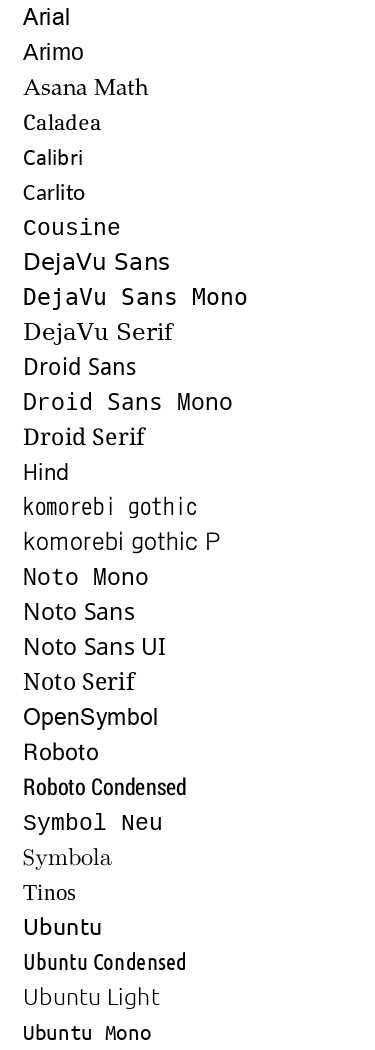 Arial
Arimo
Asana Math
Caladea
Calibri
Carlito
Cousine
DejaVu Sans
DejaVu Sans Mono
DejaVu Serif
Droid Sans
Droid Sans Mono
Droid Serif
Hind
komorebi gothic
komorebi gothic P
Noto Mono
Noto Sans
Noto Sans UI
Noto Serif
OpenSymbol
Roboto
Roboto Condensed
Symbol Neu
Symbola
Tinos
Ubuntu
Ubuntu Condensed
Ubuntu Light
Ubuntu Mono